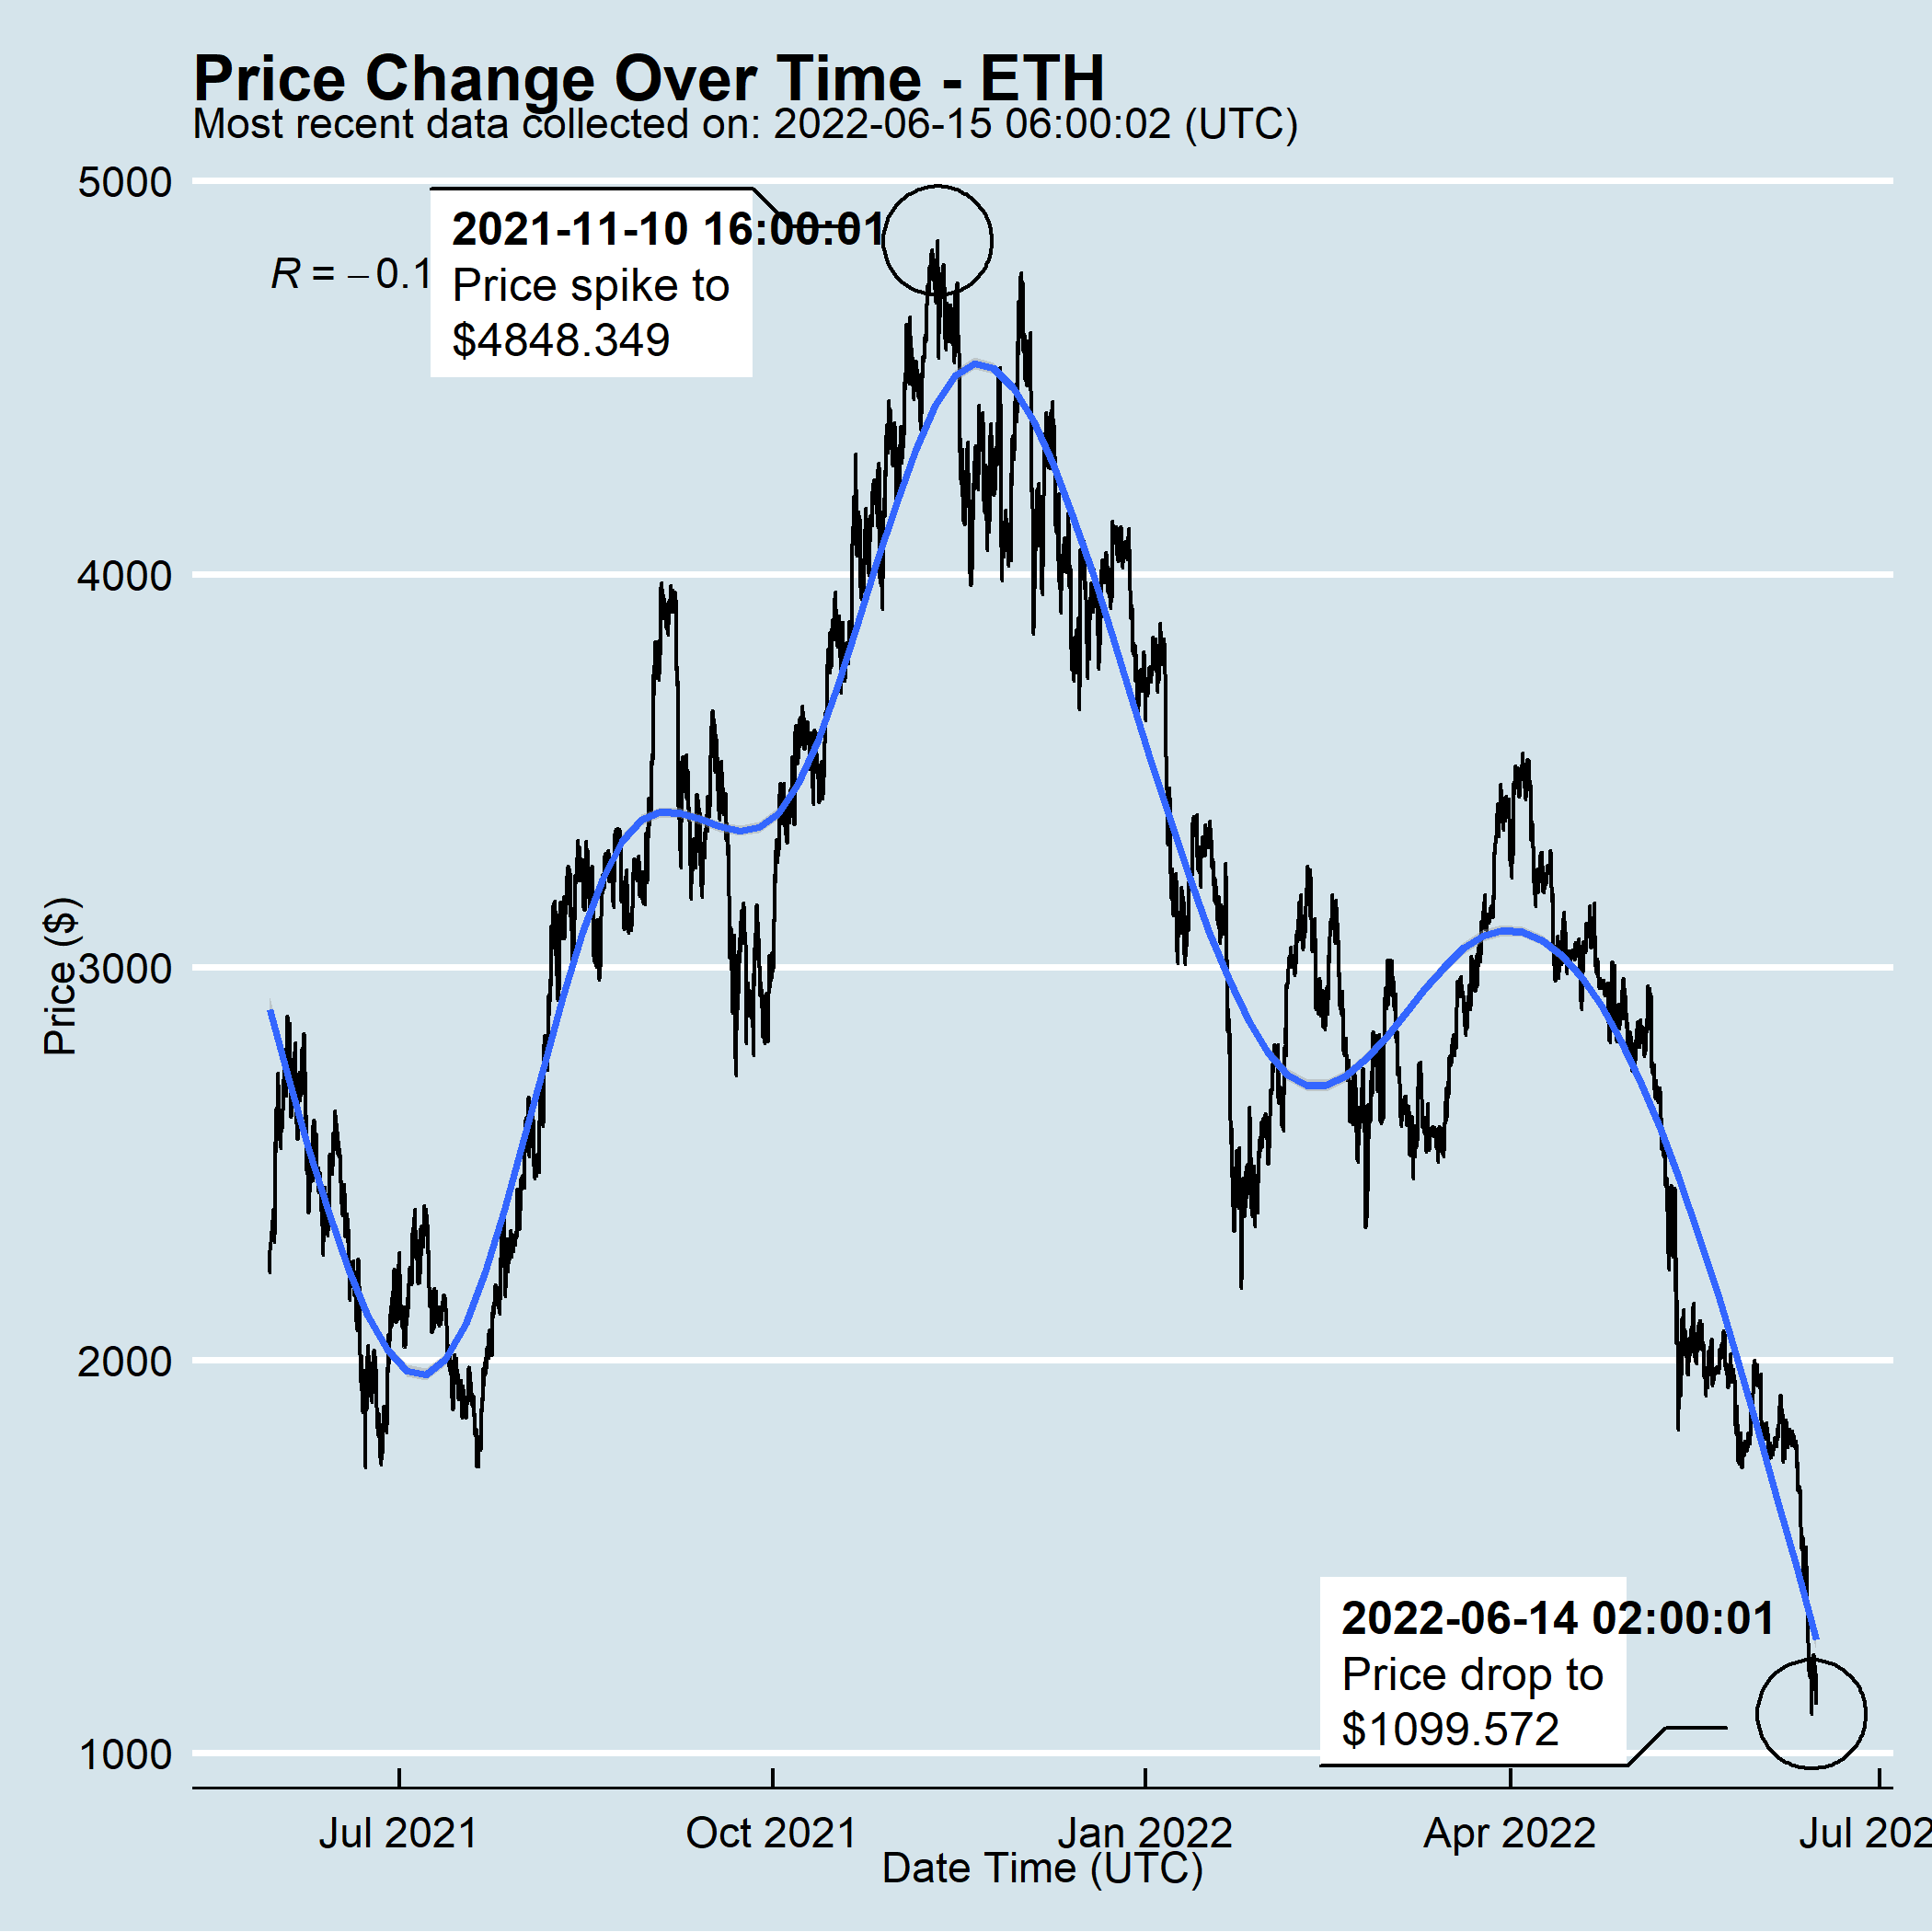 Price Change Over Time - ETH
Most recent data collected on: 2022-06-15 06:00:02 (UTC)
5000
2021-11-10 16:00:01
R = −0.1
Price spike to
$4848.349
4000
Price ($)
3000
2000
2022-06-14 02:00:01
Price drop to
$1099.572
1000
Jul 2021
Oct 2021
Jan 2022
Apr 2022
Jul 202
Date Time (UTC)